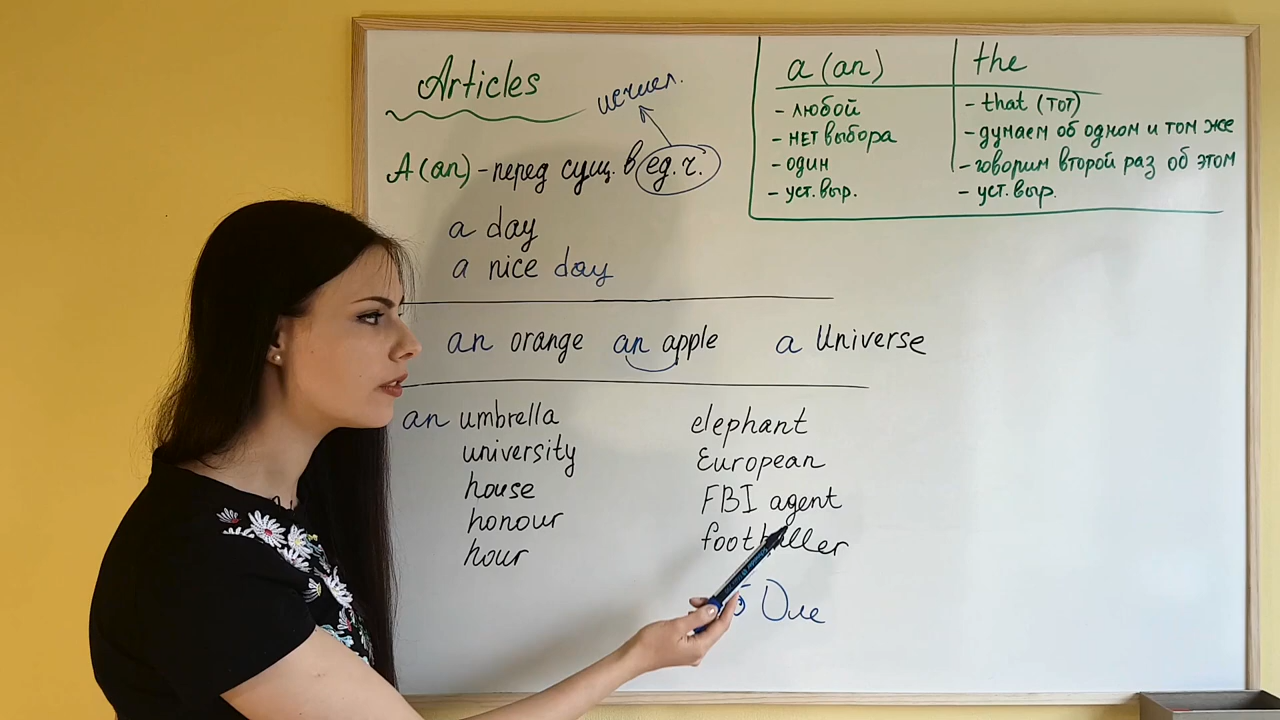 Articles
исчисл.
A (an) - перед сущ. в ед.ч.
a day
a nice day
an orange an apple a Universe
an umbrella
university
house
honour
hour
elephant
European
FBI agent
footballer
a (an)
- любой
- нет выбора
- один
- уст. выр.
the
- that (тот)
- думаем об одном и том же
- говорим второй раз об этом
- уст. выр.